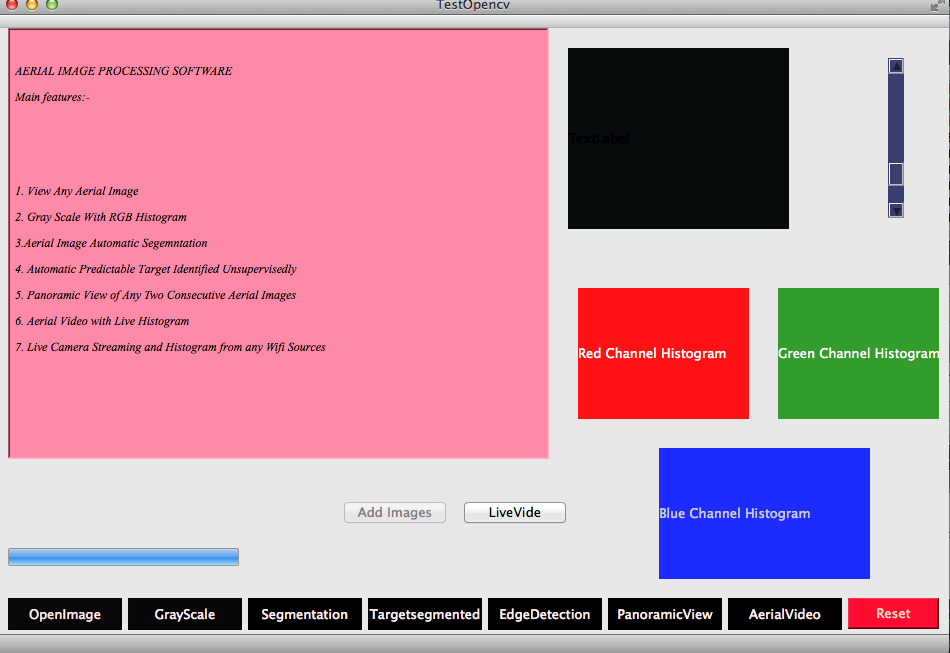 TestOpencv
AERIAL IMAGE PROCESSING SOFTWARE
Main features:-
1. View Any Aerial Image
2. Gray Scale With RGB Histogram
3.Aerial Image Automatic Segemntation
4. Automatic Predictable Target Identified Unsupervisedly
5. Panoramic View of Any Two Consecutive Aerial Images
6. Aerial Video with Live Histogram
7. Live Camera Streaming and Histogram from any Wifi Sources
TextLabel
Red Channel Histogram
Green Channel Histogram
Blue Channel Histogram
Add Images
LiveVide
OpenImage
GrayScale
Segmentation
Targetsegmented
EdgeDetection
PanoramicView
AerialVideo
Reset